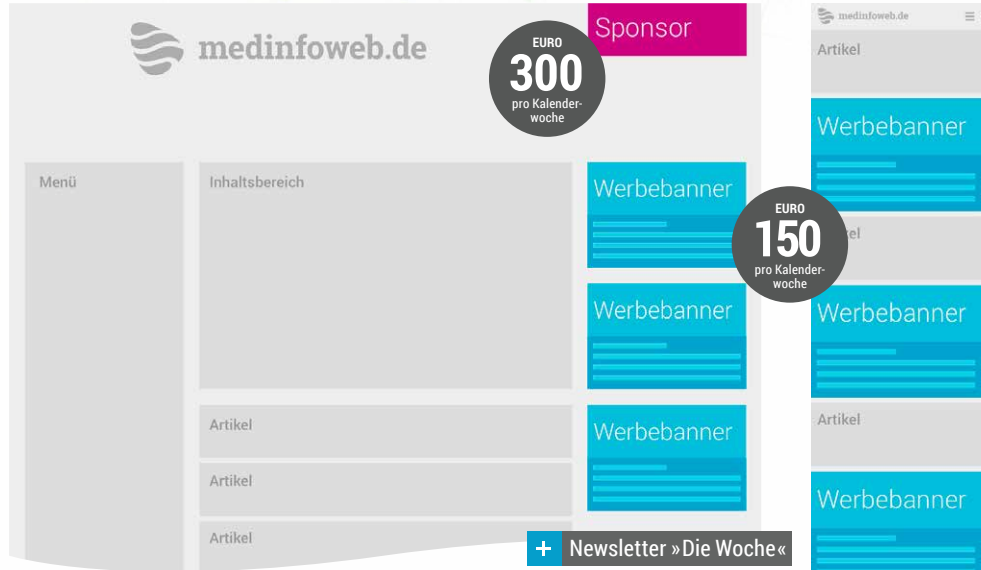 medinfoweb.de
Sponsor
EURO
300
pro Kalender-
woche
Menü
Inhaltsbereich
Werbebanner
Werbebanner
Artikel
Werbebanner
Artikel
Artikel
+ Newsletter »Die Woche«
EURO
150
pro Kalender-
woche
medinfoweb.de
Artikel
Werbebanner
Werbebanner
Artikel
Werbebanner